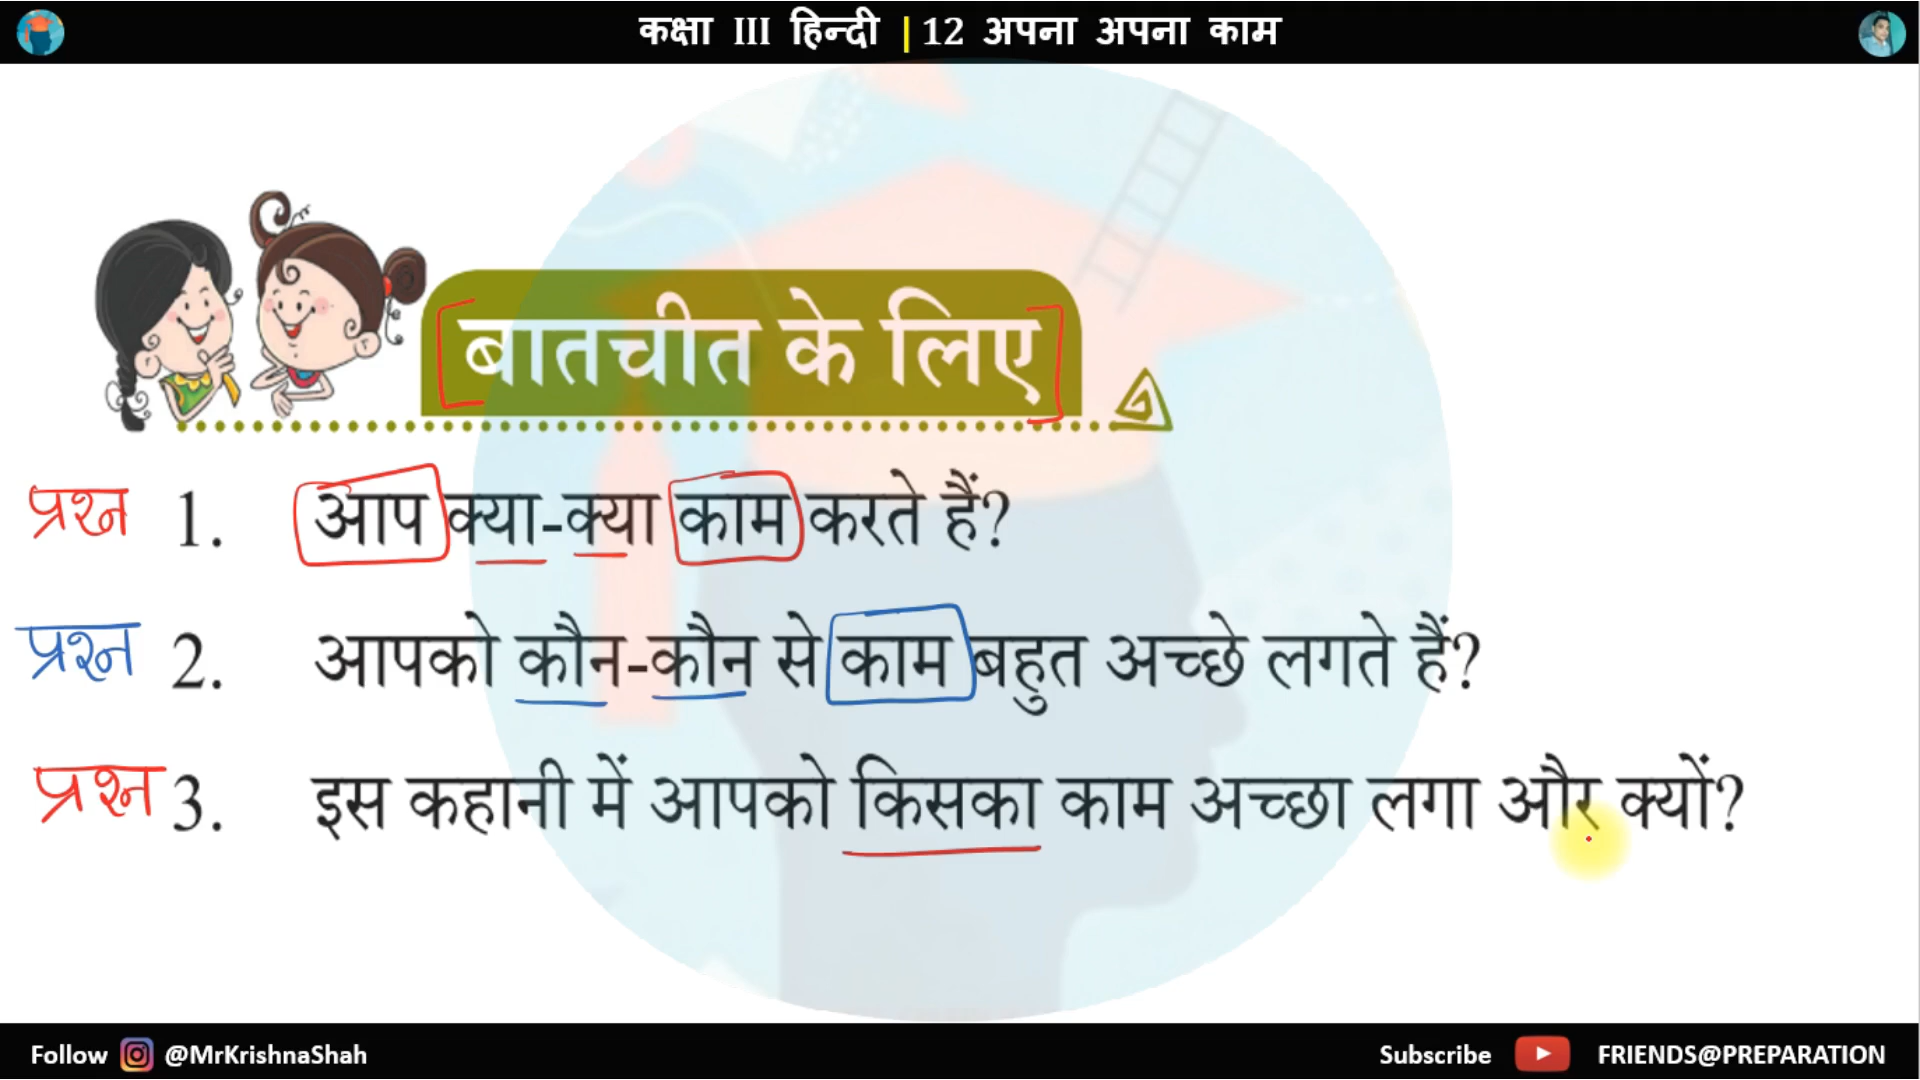 कक्षा III हिन्दी | 12 अपना अपना काम
बातचीत के लिए
प्रश्न 1. आप क्या-क्या काम करते हैं?
प्रश्न 2. आपको कौन-कौन से काम बहुत अच्छे लगते हैं?
प्रश्न 3. इस कहानी में आपको किसका काम अच्छा लगा और क्यों?
Follow @MrKrishnaShah Subscribe FRIENDS@PREPARATION